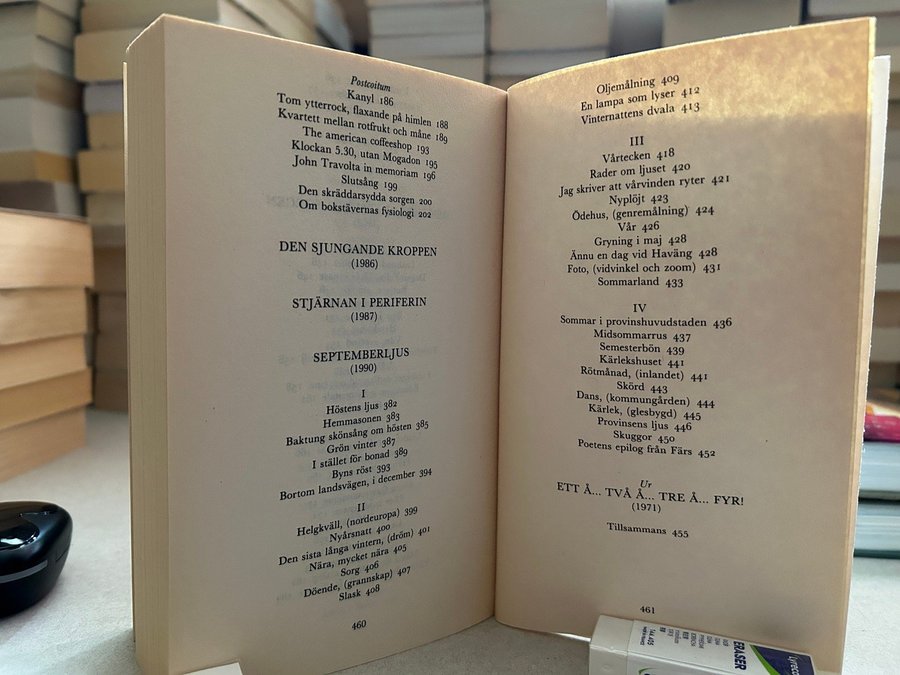 Postcoitum
Kanyl 186
Tom ytterrock, flaxande på himlen 188
Kvartett mellan rotfrukt och måne 189
The american coffeeshop 193
Klockan 5.30, utan Mogadon 195
John Travolta in memoriam 196
Slutsång 199
Den skräddarsydda sorgen 200
Om bokstävernas fysiologi 202
DEN SJUNGANDE KROPPEN
(1986)
STJÄRNAN I PERIFERIN
(1987)
SEPTEMBERLJUS
(1990)
I
Höstens ljus 382
Hemmasonen 383
Baktung skönsång om hösten 385
Grön vinter 387
I stället för bonad 389
Byns röst 393
Bortom landsvägen, i december 394
II
Helgkväll, (nordeuropa) 399
Nyårsnatt 400
Den sista långa vintern, (dröm) 401
Nära, mycket nära 405
Sorg 406
Döende, (grannskap) 407
Slask 408
460
Oljemålning 409
En lampa som lyser 412
Vinternattens dvala 413
III
Vårtecken 418
Rader om ljuset 420
Jag skriver att vårvinden ryter 421
Nyplöjt 423
Ödehus, (genremålning) 424
Vår 426
Gryning i maj 428
Ännu en dag vid Haväng 428
Foto, (vidvinkel och zoom) 431
Sommarland 433
IV
Sommar i provinshuvudstaden 436
Midsommarrus 437
Semesterbön 439
Kärlekshuset 441
Rötmånad, (inlandet) 441
Skörd 443
Dans, (kommungården) 444
Kärlek, (glesbygd) 445
Provinsens ljus 446
Skuggor 450
Poetens epilog från Färs 452
Ur
ETT Å... TVÅ Å... TRE Å... FYR!
(1971)
Tillsammans 455
461
ERASER